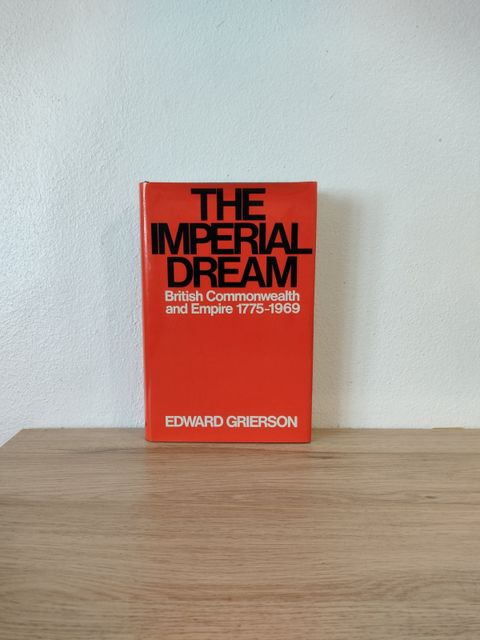 THE
IMPERIAL
DREAM
British Commonwealth
and Empire 1775-1969
EDWARD GRIERSON